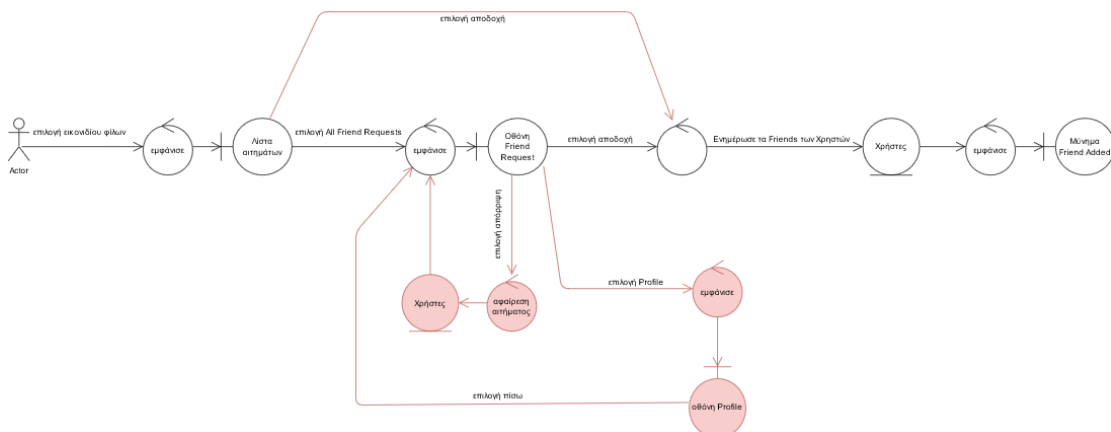 επιλογή αποδοχή
επιλογή εικονιδίου φίλων
Actor
εμφάνισε
Λίστα
αιτημάτων
επιλογή All Friend Requests
εμφάνισε
Οθόνη
Friend
Request
επιλογή αποδοχή
Ενημέρωσε τα Friends των Χρηστών
Χρήστες
εμφάνισε
Μύνημα
Friend Added
επιλογή απόρριψη
Χρήστες
αφαίρεση
αιτήματος
επιλογή Profile
εμφάνισε
επιλογή πίσω
οθόνη Profile